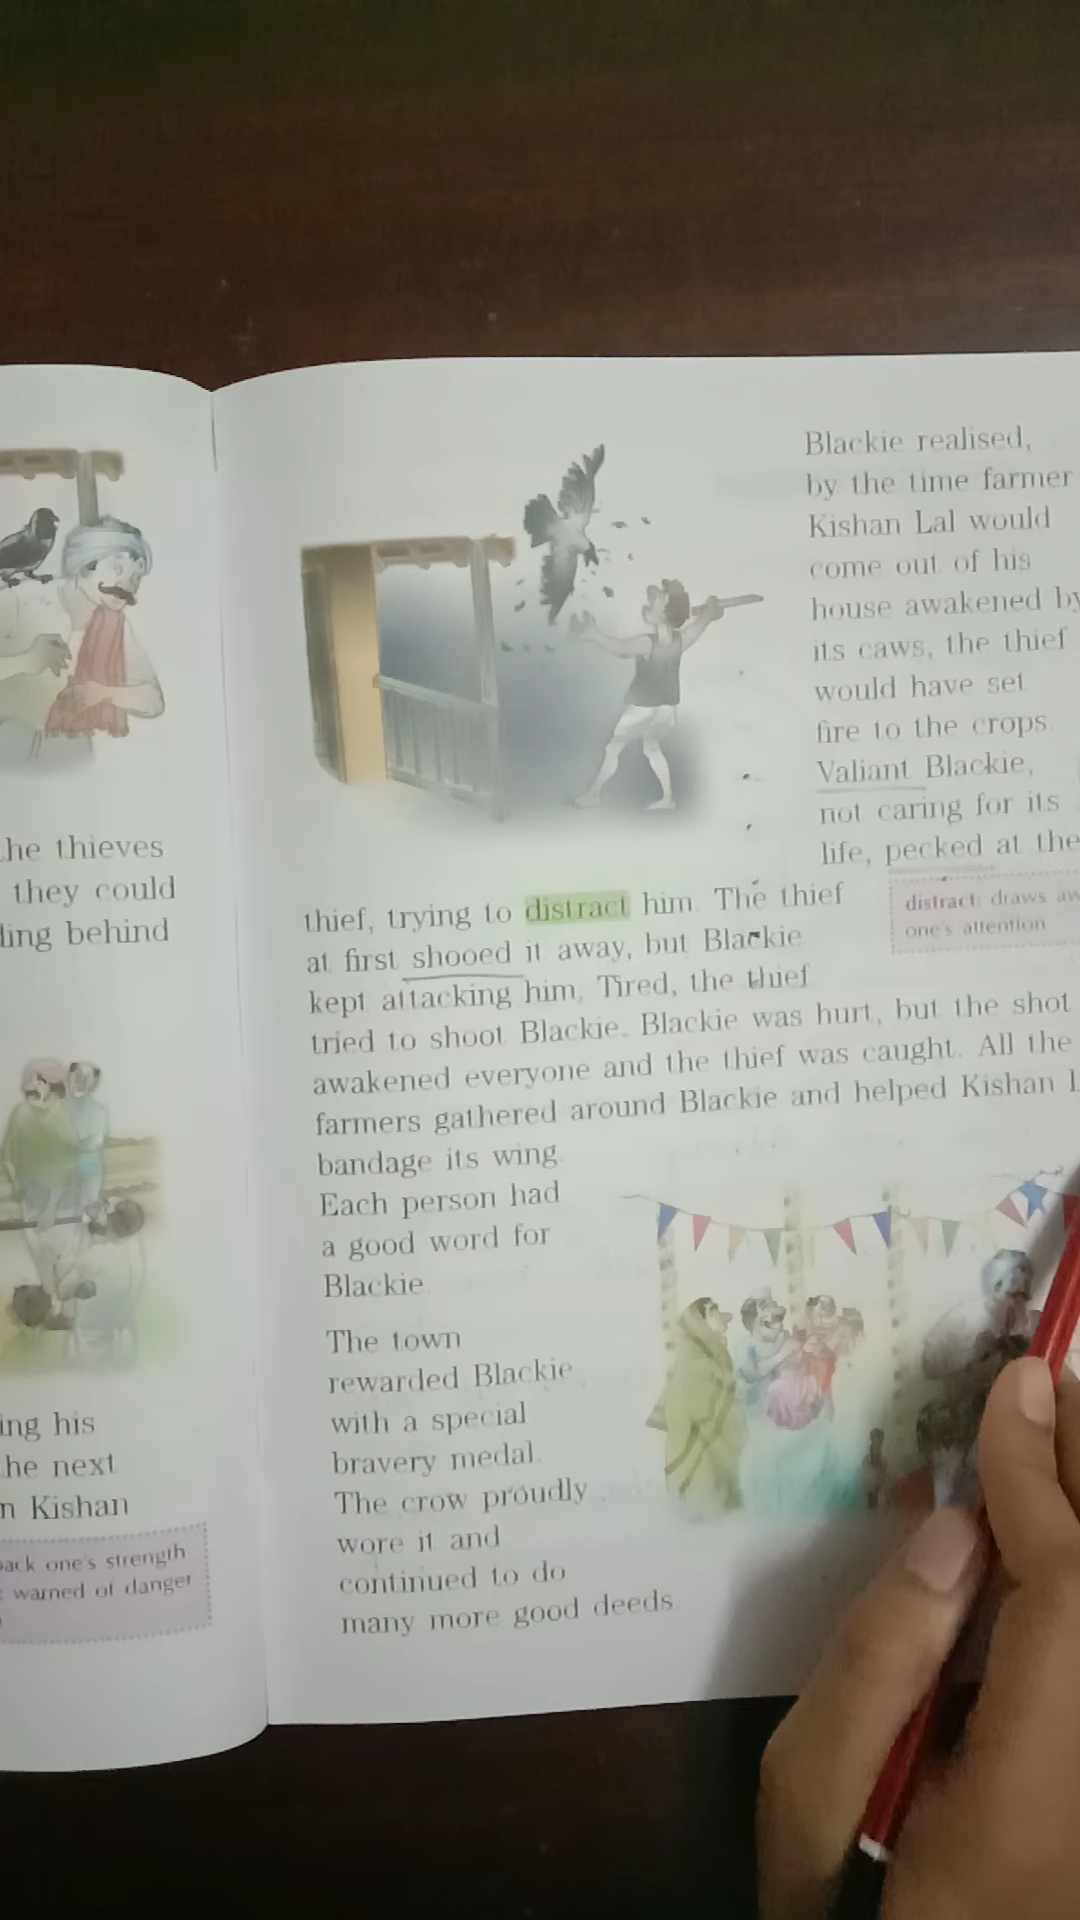 he thieves
they could
ing behind
ing his
he next
n Kishan
ack one's strength
warned of danger
Blackie realised,
by the time farmer
Kishan Lal would
come out of his
house awakened by
its caws, the thief
would have set
fire to the crops.
Valiant Blackie,
not caring for its
life, pecked at the
thief, trying to distract him. The thief
at first shooed it away, but Blackie
kept attacking him. Tired, the thief
tried to shoot Blackie. Blackie was hurt, but the shot
awakened everyone and the thief was caught. All the
farmers gathered around Blackie and helped Kishan L
bandage its wing.
Each person had
a good word for
Blackie.
The town
rewarded Blackie
with a special
bravery medal.
The crow proudly
wore it and
continued to do
many more good deeds.
distract: draws aw
one's attention